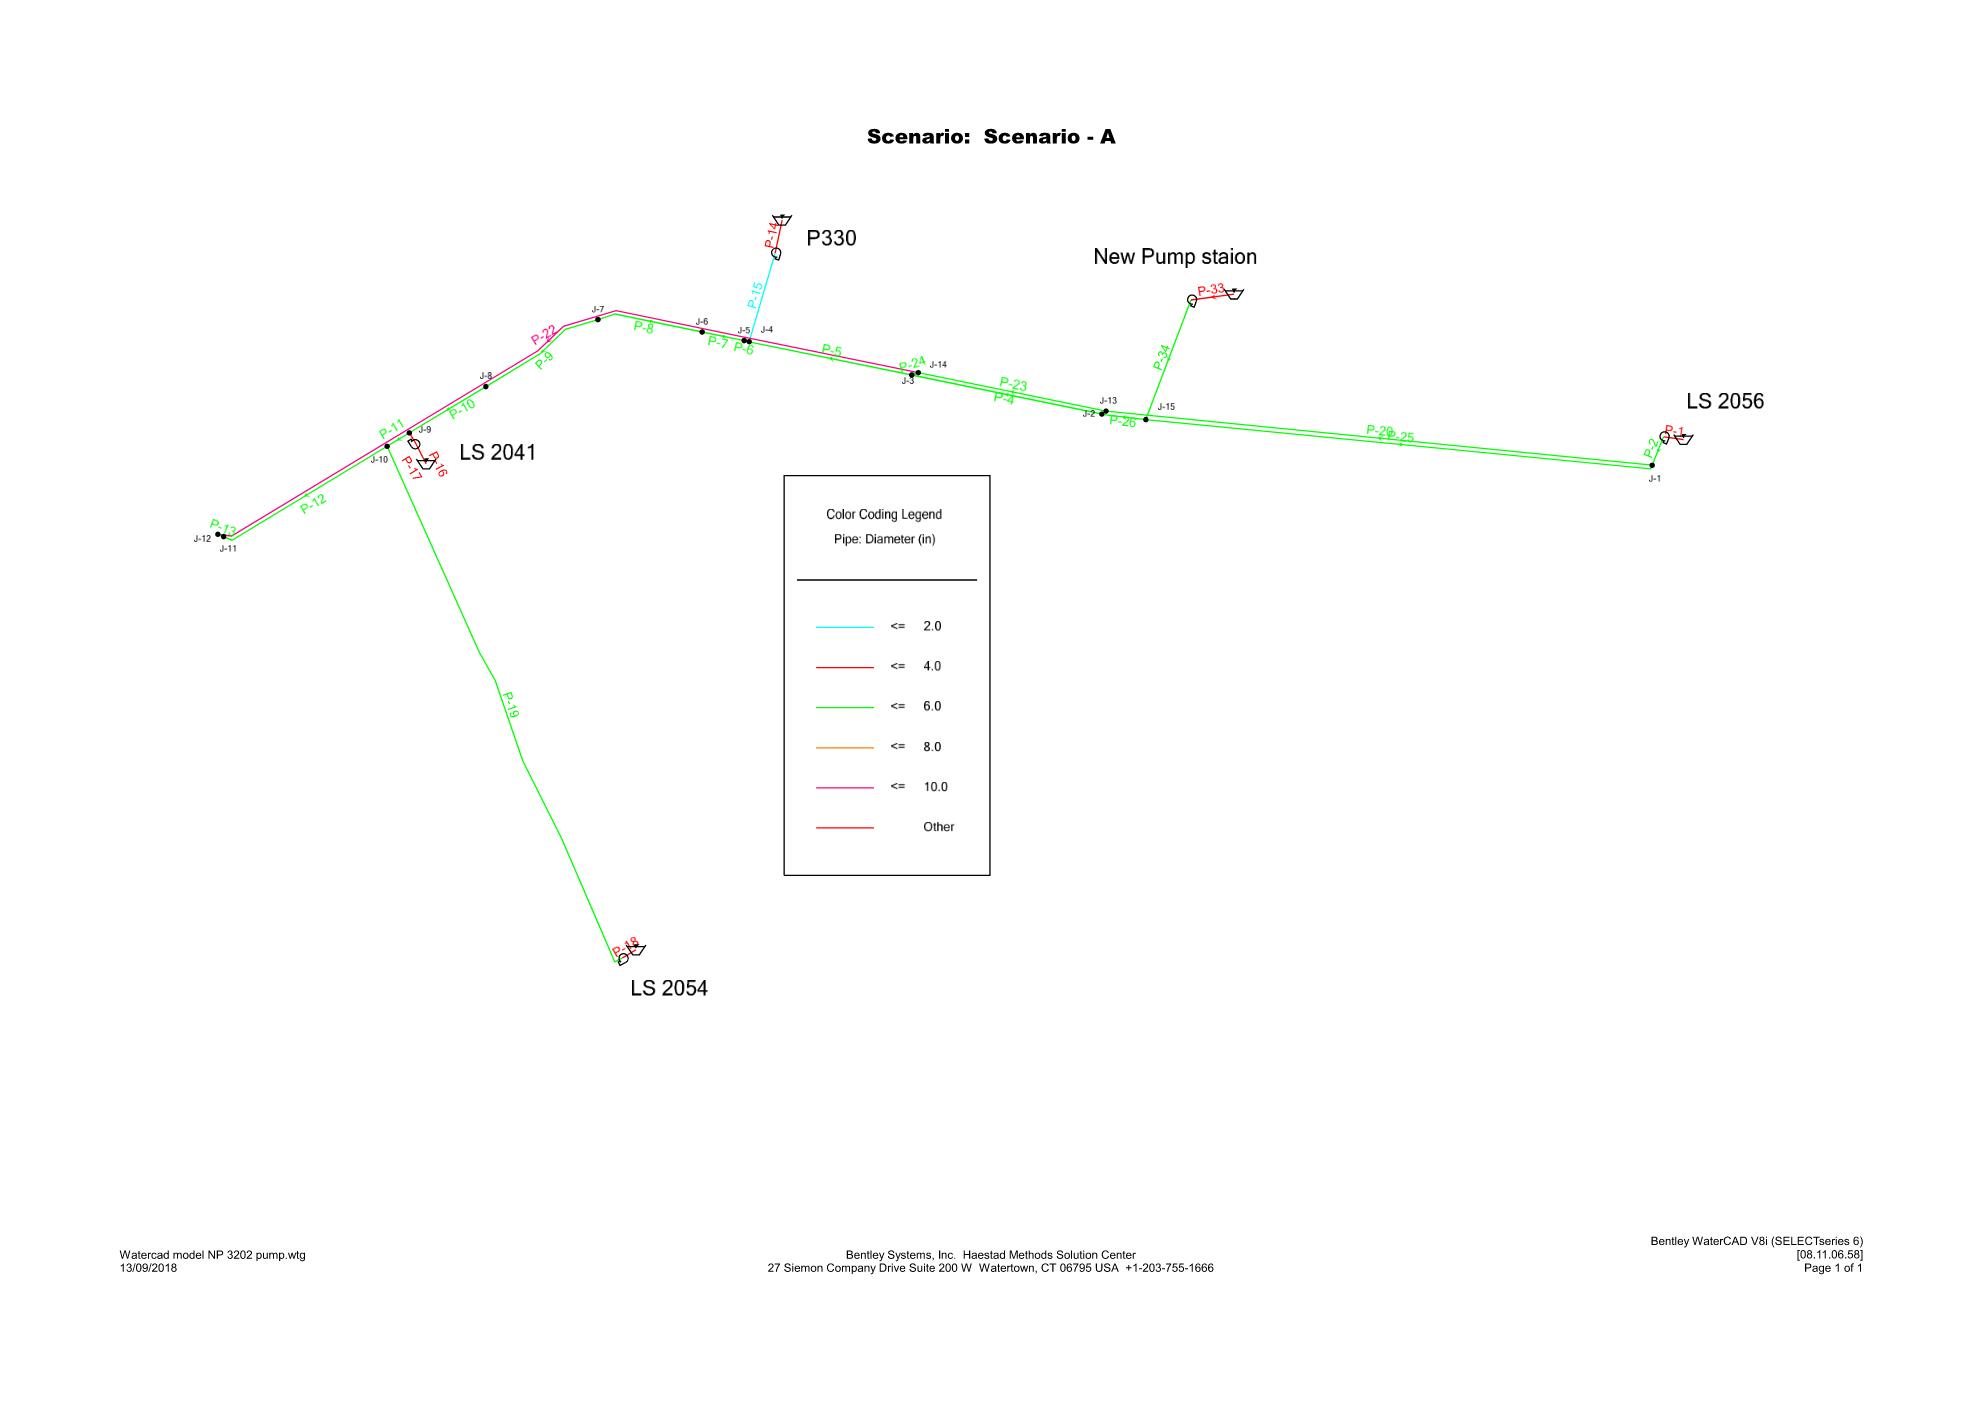 Scenario: Scenario - A
P-14
P330
New Pump staion
P-33
P-15
J-7
J-6
J-5
J-4
P-22
P-8
P-7
P-6
P-5
P-34
P-9
P-24
J-14
J-3
P-23
P-4
J-8
P-10
J-13
J-2
P-26
J-15
LS 2056
P-1
P-2
P-25
J-1
P-11
J-9
J-10
LS 2041
P-16
P-17
P-12
P-13
J-12
J-11
Color Coding Legend
Pipe: Diameter (in)
<= 2.0
<= 4.0
<= 6.0
<= 8.0
<= 10.0
Other
P-19
P-18
LS 2054
Watercad model NP 3202 pump.wtg
13/09/2018
Bentley Systems, Inc. Haestad Methods Solution Center
27 Siemon Company Drive Suite 200 W Watertown, CT 06795 USA +1-203-755-1666
Bentley WaterCAD V8i (SELECTseries 6)
[08.11.06.58]
Page 1 of 1